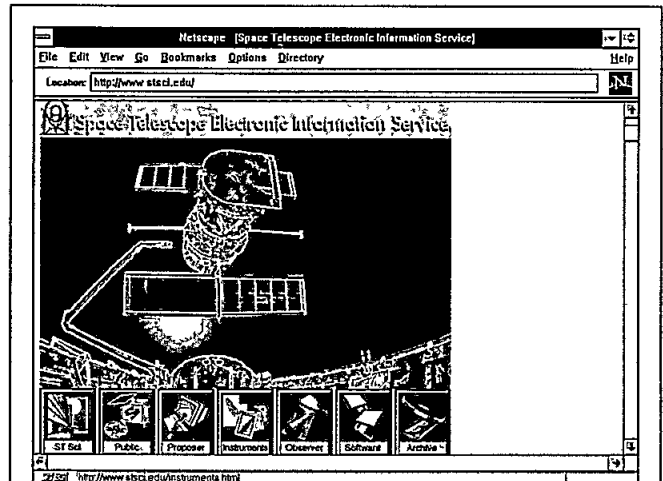 Netscape [Space Telescope Electronic Information Service]
File Edit View Go Bookmarks Options Directory Help
Location: http://www stsci.edu/
Space Telescope Electronic Information Service
ST ScI Public Proposer Instruments Observer Software Archive
http://www stsci.edu/instruments html